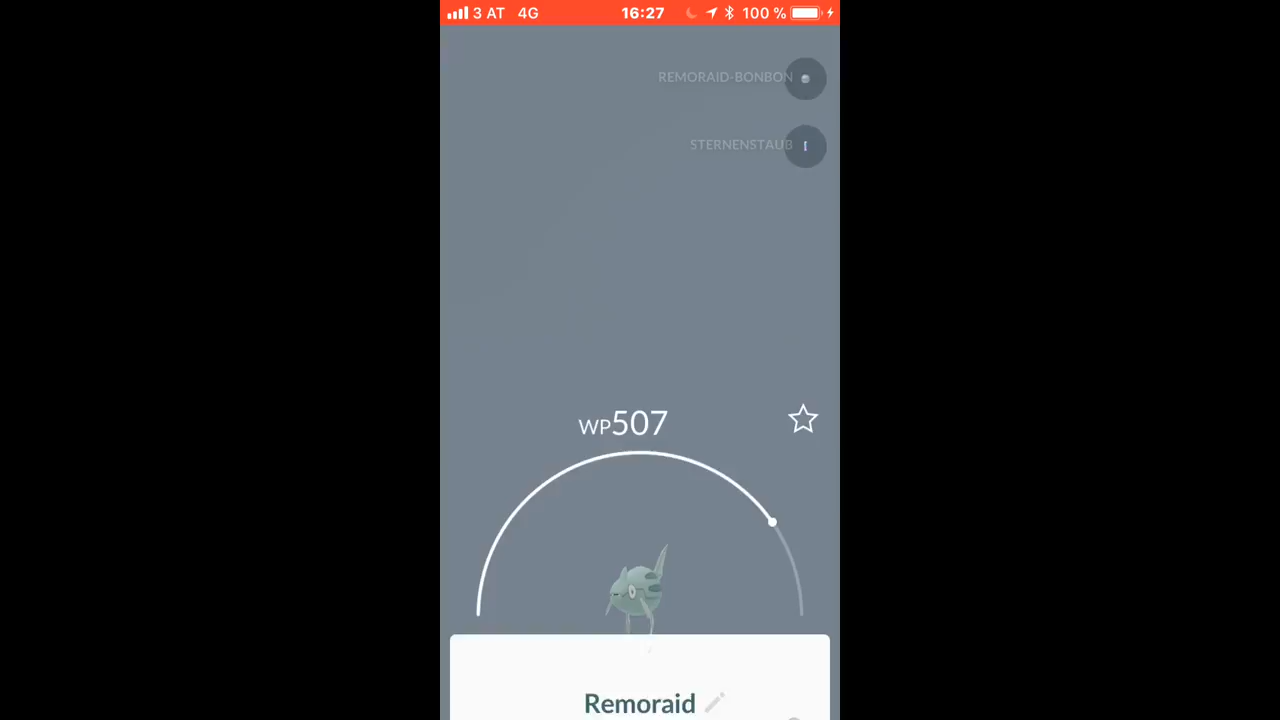 3 AT 4G 16:27 100 %
REMORAID-BONBON
STERNENSTAUB
WP507
Remoraid